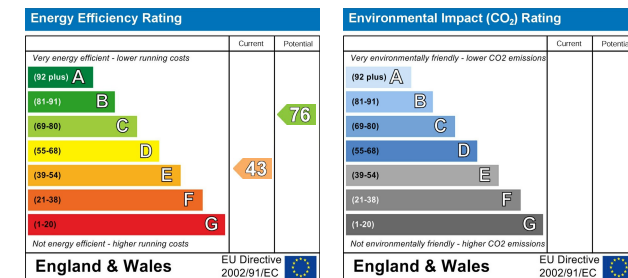 Energy Efficiency Rating
Current Potential
Very energy efficient - lower running costs
(92 plus) A
(81-91) B
(69-80) C
(55-68) D
(39-54) E
(21-38) F
(1-20) G
76
43
Not energy efficient - higher running costs
England & Wales
EU Directive
2002/91/EC
Environmental Impact (CO₂) Rating
Current Potentia
Very environmentally friendly - lower CO2 emissions
(92 plus) A
(81-91) B
(69-80) C
(55-68) D
(39-54) E
(21-38) F
(1-20) G
Not environmentally friendly - higher CO2 emissions
England & Wales
EU Directive
2002/91/EC